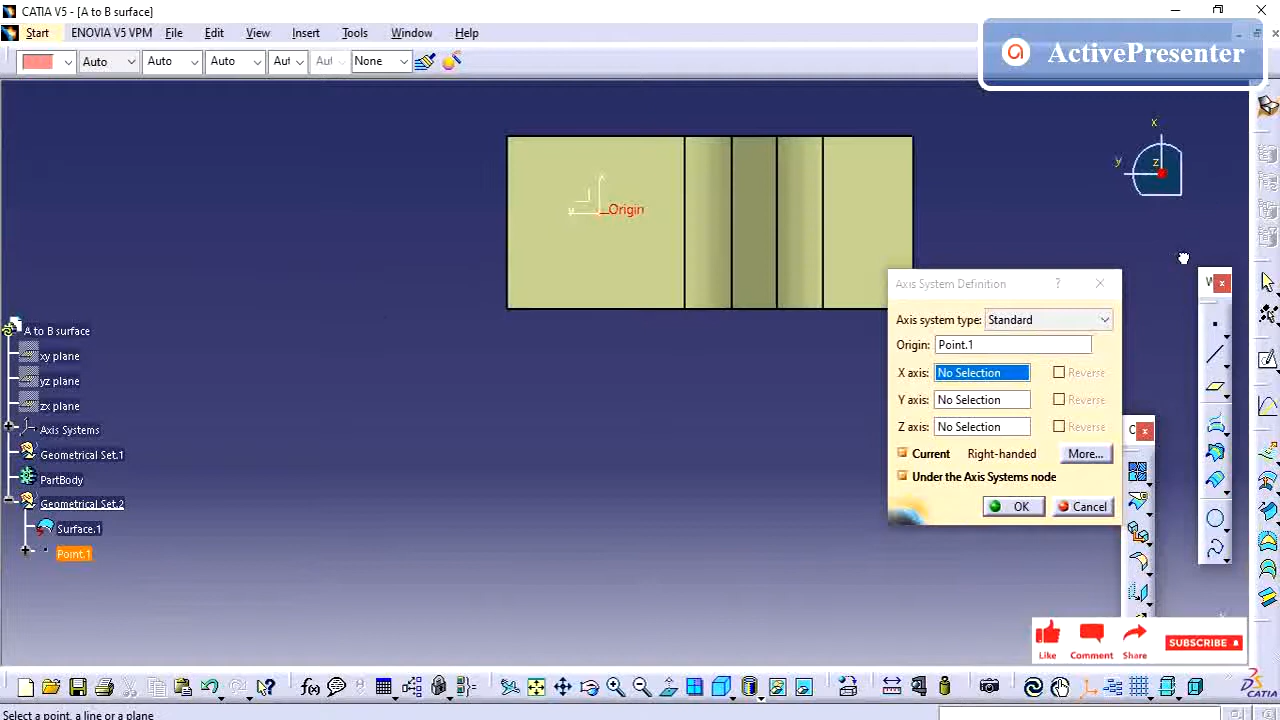 CATIA V5 - [A to B surface]
Start ENOVIA V5 VPM File Edit View Insert Tools Window Help
ActivePresenter
Auto Auto Auto Aut Aut None
x
y
z
Origin
Axis System Definition ?
Axis system type: Standard
Origin: Point.1
X axis: No Selection Reverse
Y axis: No Selection Reverse
Z axis: No Selection Reverse
Current Right-handed More...
Under the Axis Systems node
OK Cancel
A to B surface
xy plane
yz plane
zx plane
Axis Systems
Geometrical Set.1
PartBody
Geometrical Set.2
Surface.1
Point.1
Like Comment Share SUBSCRIBE
CATIA
Select a point, a line or a plane